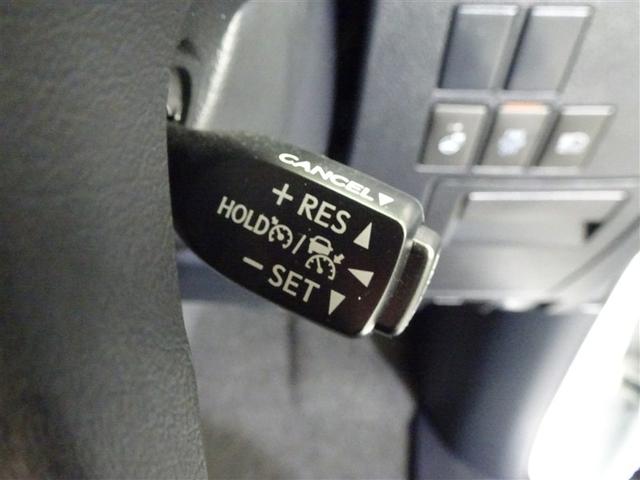 CANCEL▼
+ RES ▲
HOLD /
− SET ▼